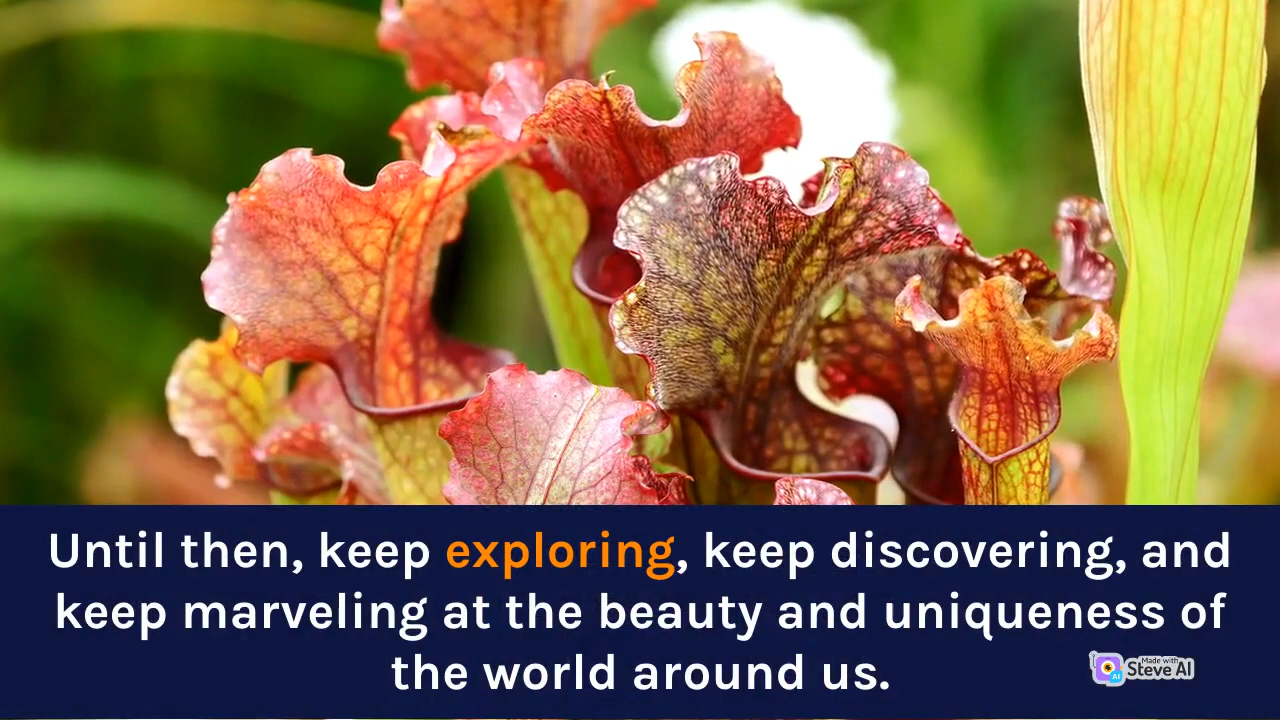 Until then, keep exploring, keep discovering, and
keep marveling at the beauty and uniqueness of
the world around us.
Made with
Steve AI
AI